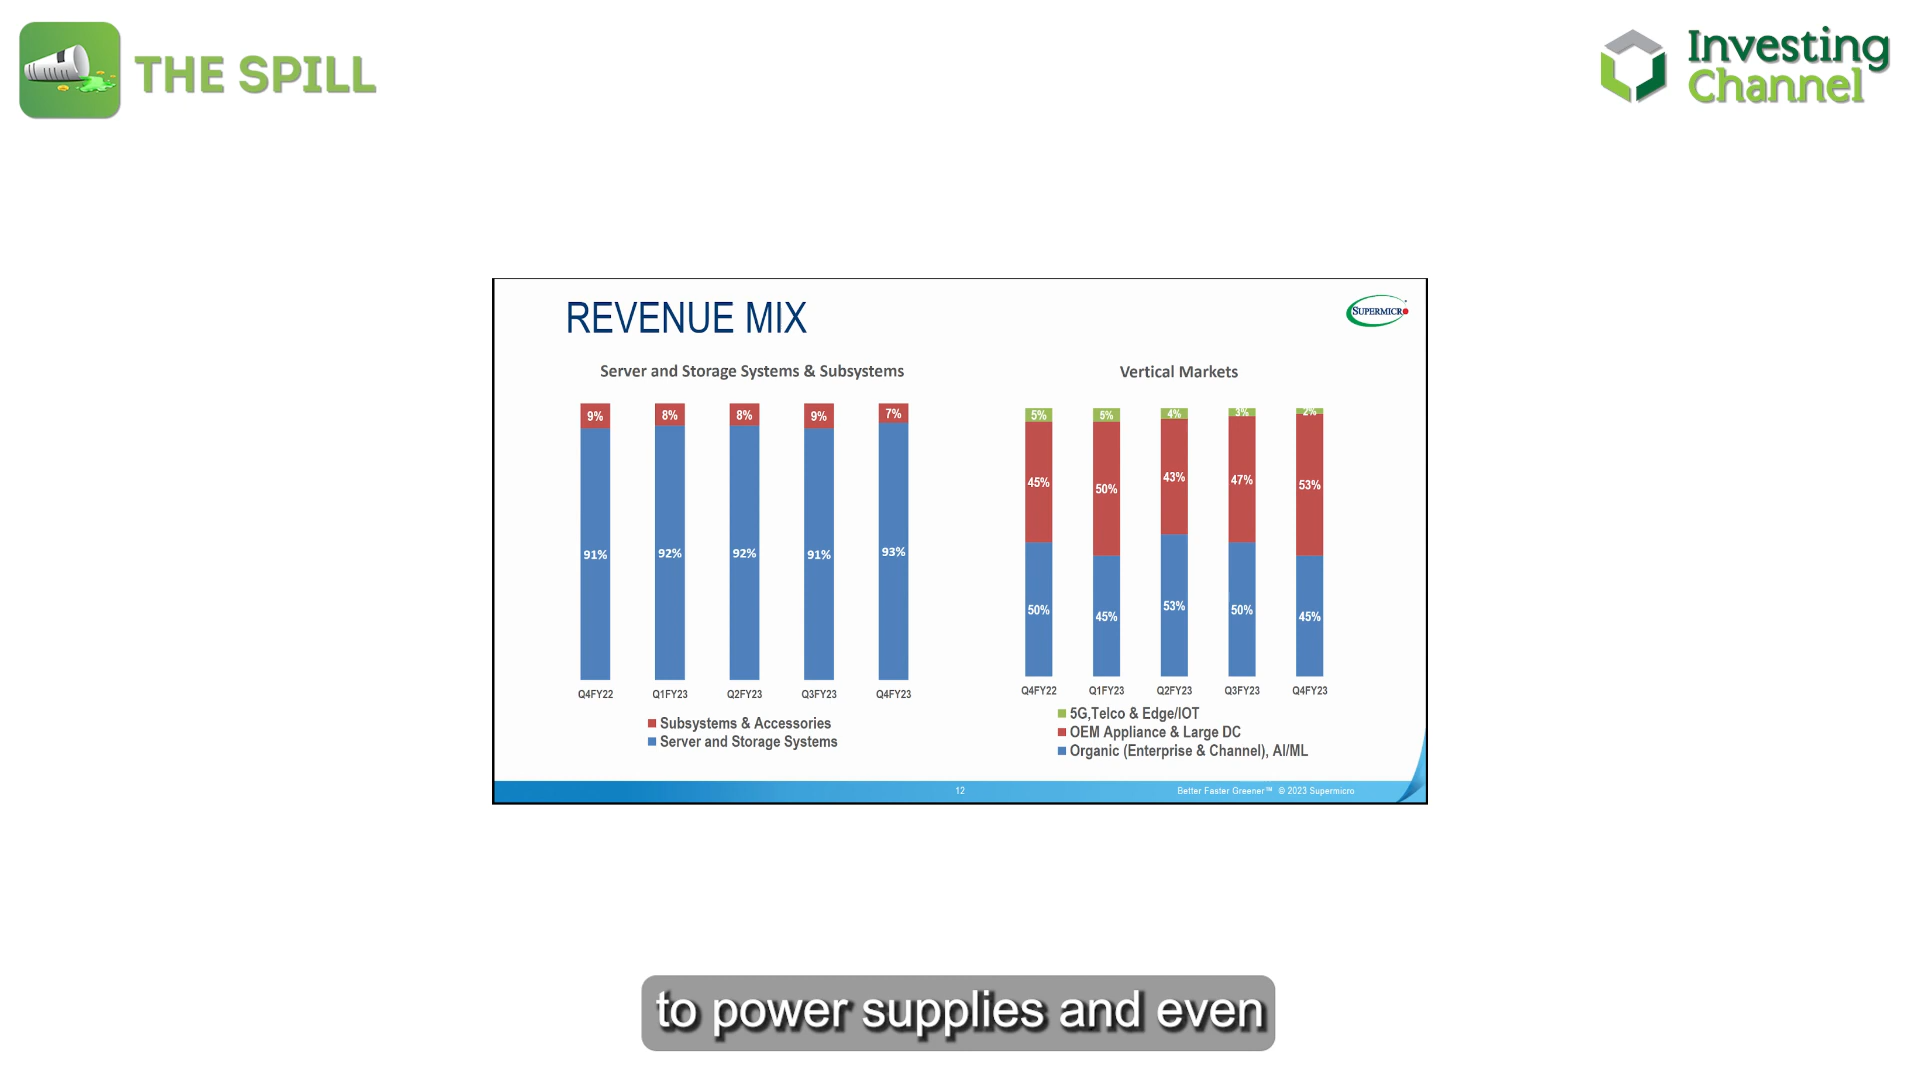 THE SPILL
Investing
Channel
REVENUE MIX
SUPERMICRO
Server and Storage Systems & Subsystems
9% 8% 8% 9% 7%
91% 92% 92% 91% 93%
Q4FY22 Q1FY23 Q2FY23 Q3FY23 Q4FY23
Subsystems & Accessories
Server and Storage Systems
Vertical Markets
5% 5% 4% 3% 2%
45% 50% 43% 47% 53%
50% 45% 53% 50% 45%
Q4FY22 Q1FY23 Q2FY23 Q3FY23 Q4FY23
5G,Telco & Edge/IOT
OEM Appliance & Large DC
Organic (Enterprise & Channel), AI/ML
12
Better Faster Greener™ © 2023 Supermicro
to power supplies and even